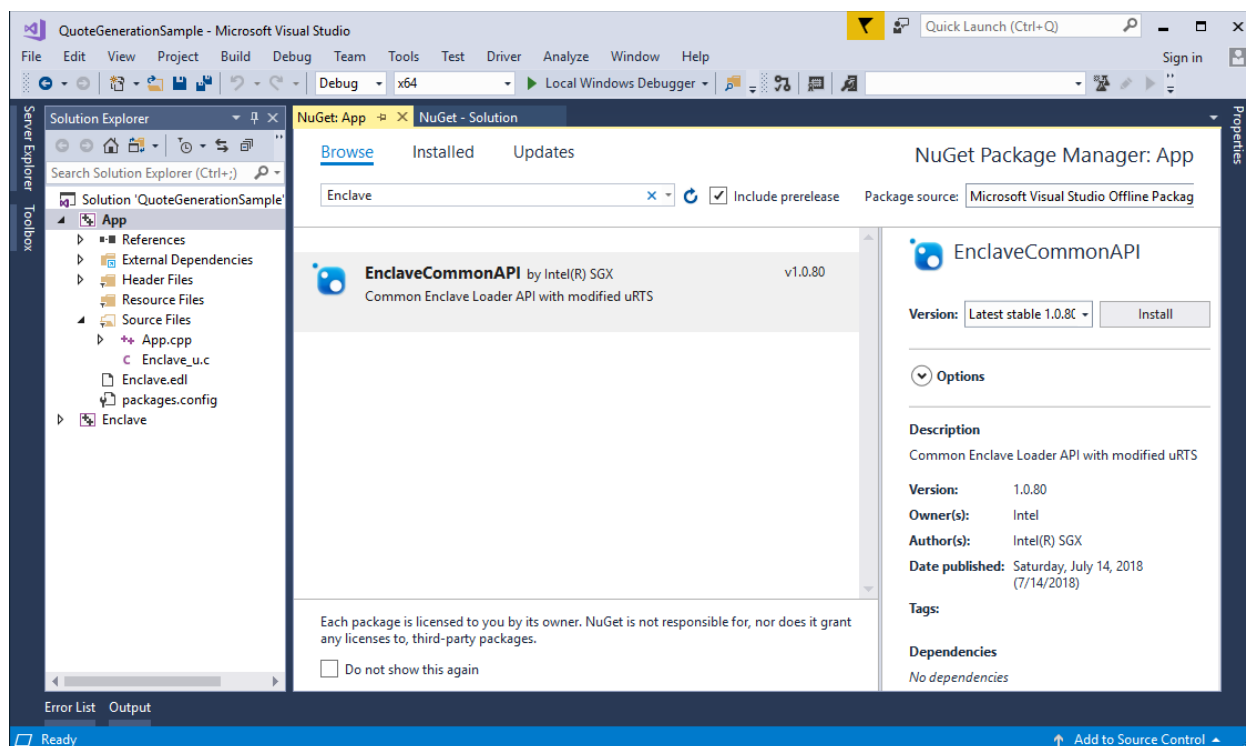 QuoteGenerationSample - Microsoft Visual Studio
Quick Launch (Ctrl+Q)
File Edit View Project Build Debug Team Tools Test Driver Analyze Window Help
Sign in
Debug x64 Local Windows Debugger
Server Explorer
Toolbox
Solution Explorer
Search Solution Explorer (Ctrl+;)
Solution 'QuoteGenerationSample'
App
References
External Dependencies
Header Files
Resource Files
Source Files
App.cpp
Enclave_u.c
Enclave.edl
packages.config
Enclave
NuGet: App NuGet - Solution
Browse Installed Updates
NuGet Package Manager: App
Enclave
Include prerelease
Package source: Microsoft Visual Studio Offline Packag
EnclaveCommonAPI by Intel(R) SGX v1.0.80
Common Enclave Loader API with modified uRTS
Each package is licensed to you by its owner. NuGet is not responsible for, nor does it grant
any licenses to, third-party packages.
Do not show this again
EnclaveCommonAPI
Version: Latest stable 1.0.8( Install
Options
Description
Common Enclave Loader API with modified uRTS
Version: 1.0.80
Owner(s): Intel
Author(s): Intel(R) SGX
Date published: Saturday, July 14, 2018
(7/14/2018)
Tags:
Dependencies
No dependencies
Properties
Error List Output
Ready
Add to Source Control